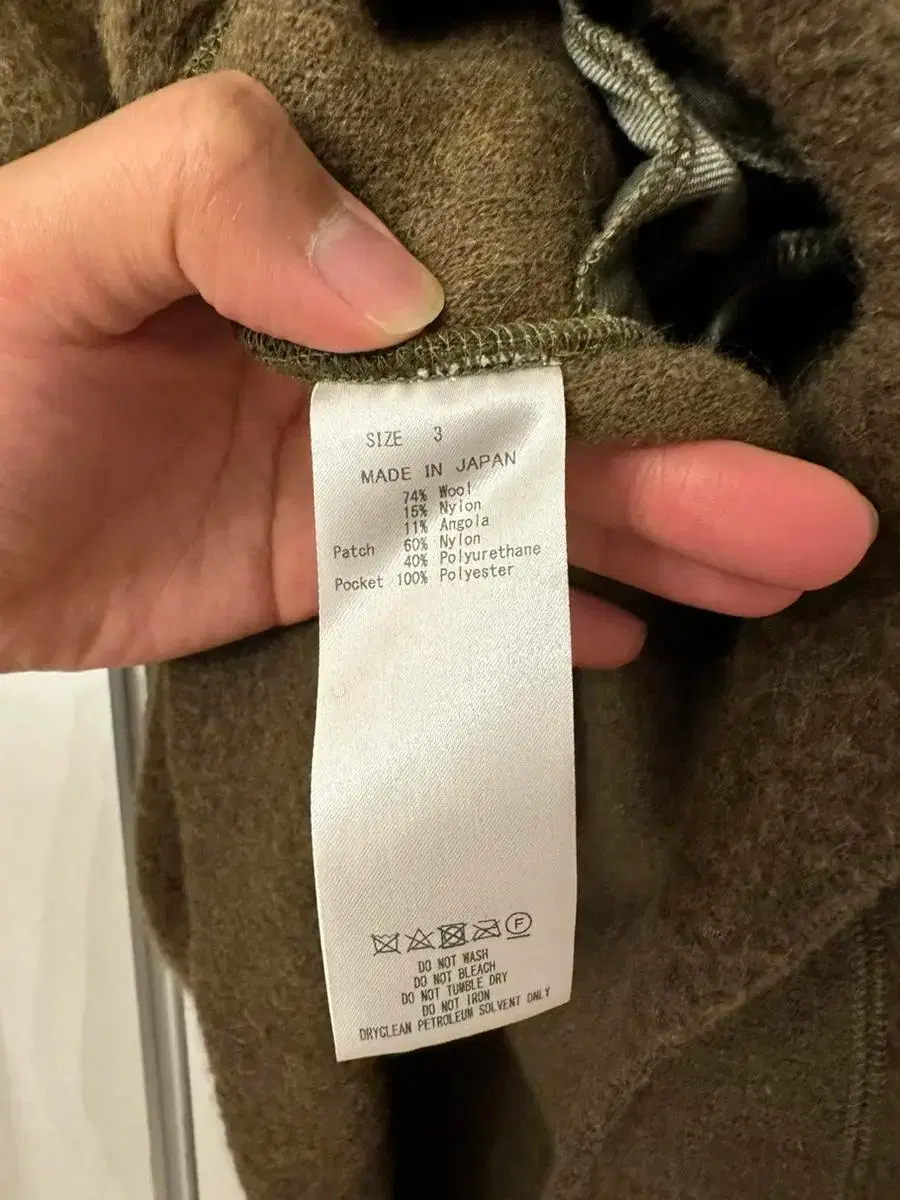 SIZE 3
MADE IN JAPAN
74% Wool
15% Nylon
11% Angola
Patch 60% Nylon
40% Polyurethane
Pocket 100% Polyester
F
DO NOT WASH
DO NOT BLEACH
DO NOT TUMBLE DRY
DO NOT IRON
DRYCLEAN PETROLEUM SOLVENT ONLY